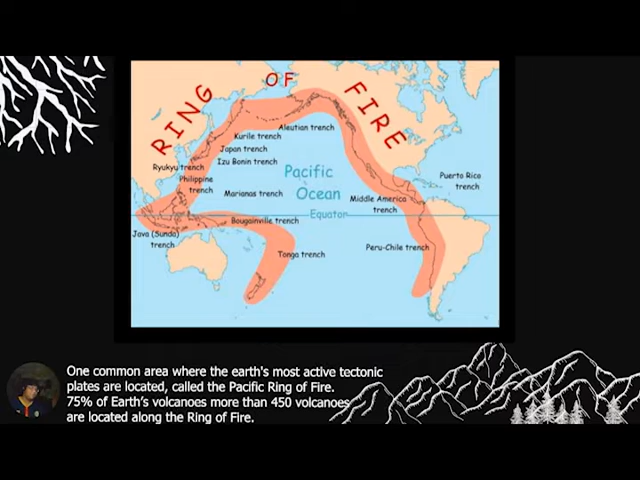 RING OF FIRE
Aleutian trench
Kurile trench
Japan trench
Izu Bonin trench
Ryukyu trench
Philippine
trench
Marianas trench
Pacific
Ocean
Equator
Bougainville trench
Java (Sunda)
trench
Tonga trench
Middle America
trench
Puerto Rico
trench
Peru-Chile trench
One common area where the earth's most active tectonic
plates are located, called the Pacific Ring of Fire.
75% of Earth's volcanoes more than 450 volcanoes
are located along the Ring of Fire.